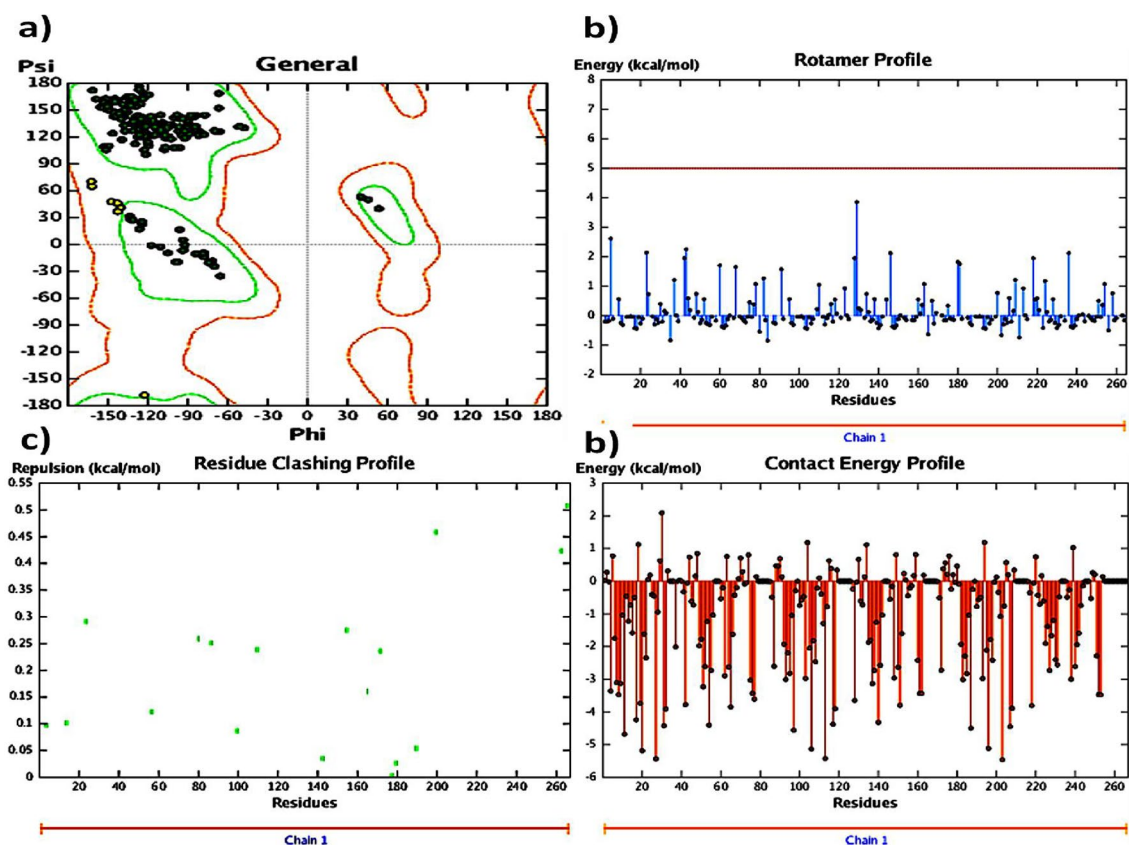 a)
Psi
General
180
150
120
90
60
30
0
-30
-60
-90
-120
-150
-180
-150 -120 -90 -60 -30 0 30 60 90 120 150 180
Phi
b)
Energy (kcal/mol)
Rotamer Profile
8
7
6
5
4
3
2
1
0
-1
-2
20 40 60 80 100 120 140 160 180 200 220 240 260
Residues
Chain 1
c)
Repulsion (kcal/mol)
Residue Clashing Profile
0.55
0.5
0.45
0.4
0.35
0.3
0.25
0.2
0.15
0.1
0.05
0
20 40 60 80 100 120 140 160 180 200 220 240 260
Residues
Chain 1
b)
Energy (kcal/mol)
Contact Energy Profile
3
2
1
0
-1
-2
-3
-4
-5
-6
20 40 60 80 100 120 140 160 180 200 220 240 260
Residues
Chain 1